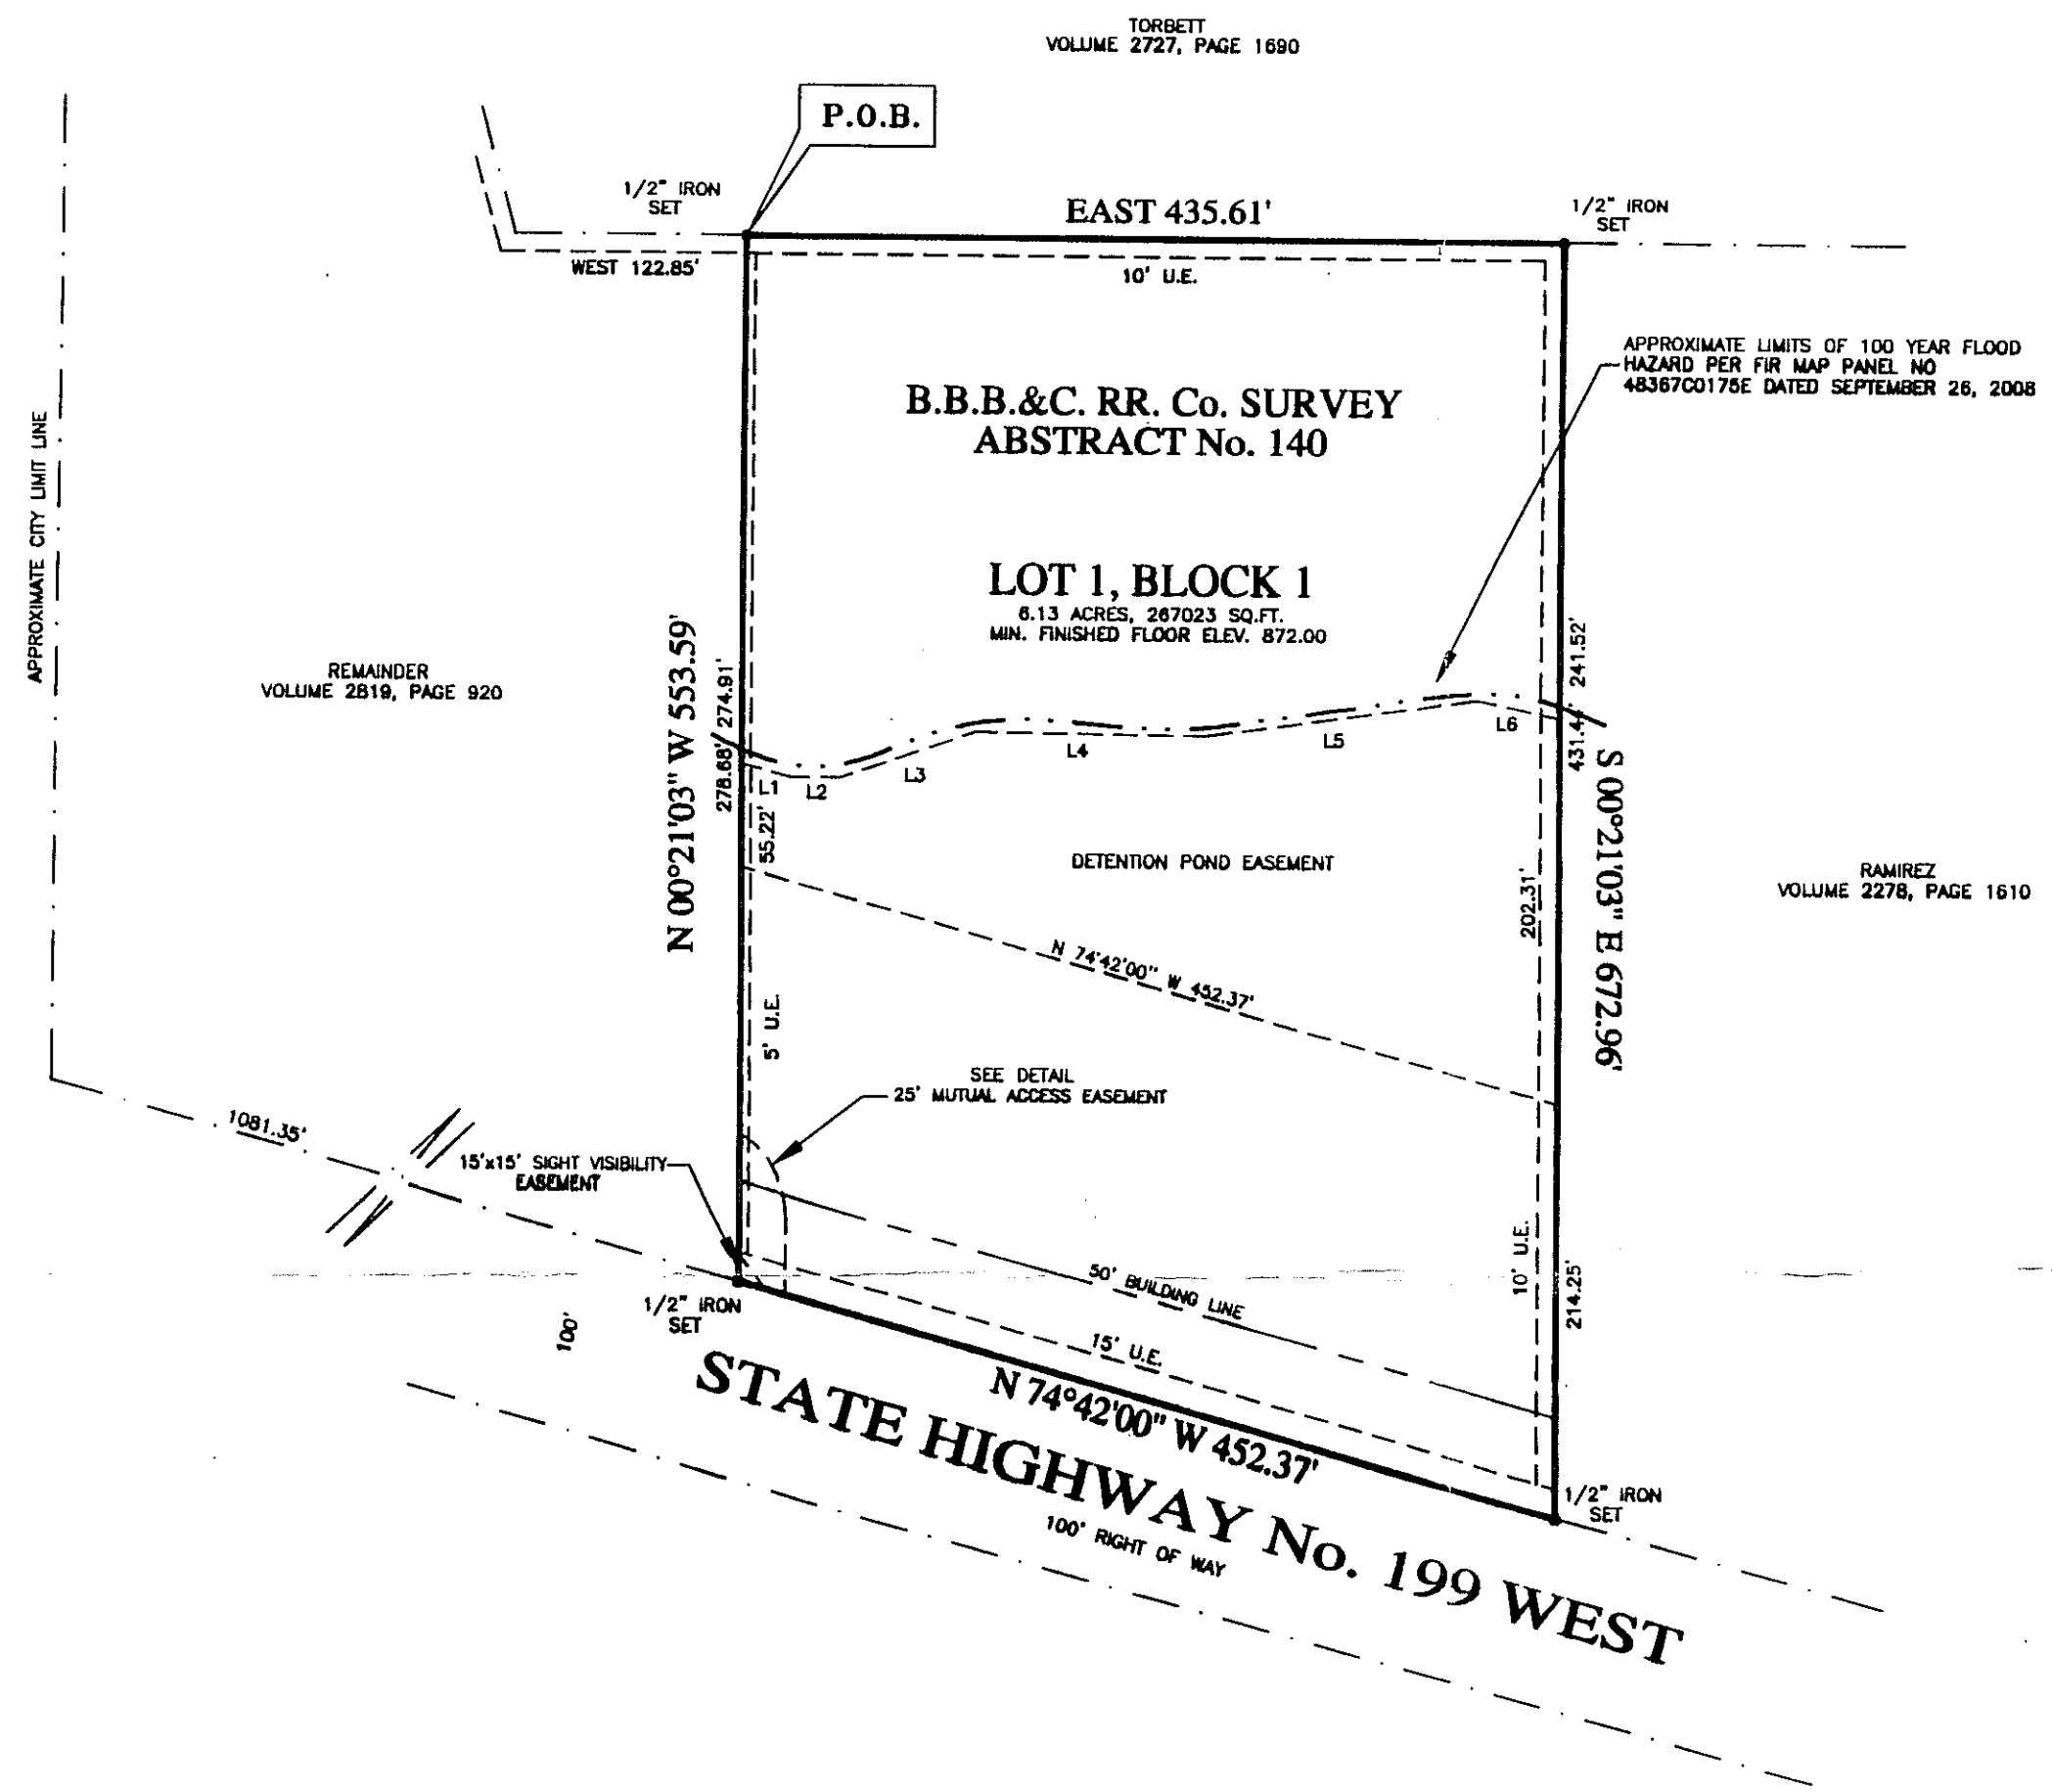 TORBETT
VOLUME 2727, PAGE 1690
P.O.B.
1/2" IRON
SET
EAST 435.61'
1/2" IRON
SET
WEST 122.85'
10' U.E.
APPROXIMATE LIMITS OF 100 YEAR FLOOD
HAZARD PER FIR MAP PANEL NO
48367C0175E DATED SEPTEMBER 26, 2008
B.B.B.&C. RR. Co. SURVEY
ABSTRACT No. 140
APPROXIMATE CITY LIMIT LINE
LOT 1, BLOCK 1
6.13 ACRES, 267023 SQ.FT.
MIN. FINISHED FLOOR ELEV. 872.00
REMAINDER
VOLUME 2819, PAGE 920
N 00°21'03" W 553.59'
274.91'
278.68'
241.52'
431.44'
L1
L2
L3
L4
L5
L6
55.22'
DETENTION POND EASEMENT
S 00°21'03" E 672.96'
202.31'
RAMIREZ
VOLUME 2278, PAGE 1610
N 74°42'00" W 452.37'
5' U.E.
SEE DETAIL
25' MUTUAL ACCESS EASEMENT
1081.35'
15'x15' SIGHT VISIBILITY
EASEMENT
10' U.E.
214.25'
50' BUILDING LINE
1/2" IRON
SET
100'
15' U.E.
N 74°42'00" W 452.37'
1/2" IRON
SET
STATE HIGHWAY No. 199 WEST
100' RIGHT OF WAY